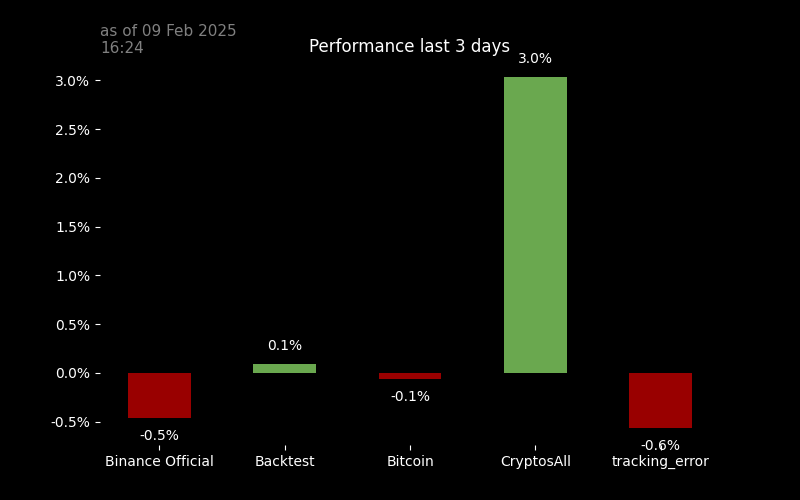 as of 09 Feb 2025
16:24
Performance last 3 days
3.0%
3.0%
2.5%
2.0%
1.5%
1.0%
0.5%
0.1%
0.0%
-0.1%
-0.5%
-0.5%
-0.6%
Binance Official
Backtest
Bitcoin
CryptosAll
tracking_error